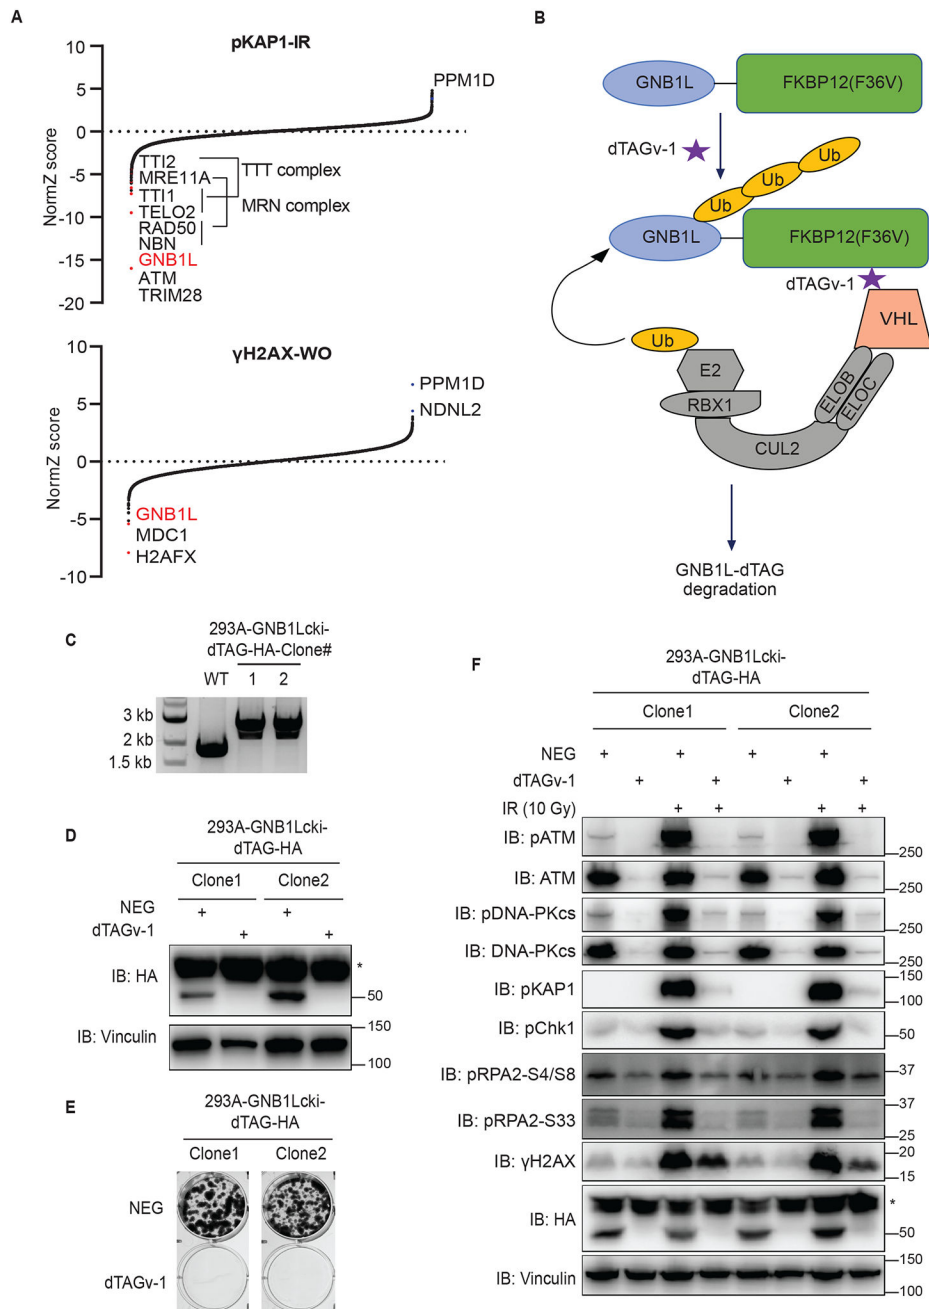 A
pKAP1-IR
10
5
0
-5
-10
-15
-20
NormZ score
PPM1D
TTI2
MRE11A
TTI1
TELO2
RAD50
NBN
GNB1L
ATM
TRIM28
TTT complex
MRN complex
γH2AX-WO
10
5
0
-5
-10
NormZ score
PPM1D
NDNL2
GNB1L
MDC1
H2AFX
B
GNB1L
FKBP12(F36V)
dTAGv-1
Ub
Ub
Ub
GNB1L
FKBP12(F36V)
dTAGv-1
VHL
Ub
E2
RBX1
ELOB
ELOC
CUL2
GNB1L-dTAG
degradation
C
293A-GNB1Lcki-
dTAG-HA-Clone#
WT 1 2
3 kb
2 kb
1.5 kb
D
293A-GNB1Lcki-
dTAG-HA
Clone1 Clone2
NEG + +
dTAGv-1 + +
IB: HA
*
50
IB: Vinculin
150
100
E
293A-GNB1Lcki-
dTAG-HA
Clone1 Clone2
NEG
dTAGv-1
F
293A-GNB1Lcki-
dTAG-HA
Clone1 Clone2
NEG + + + +
dTAGv-1 + + + +
IR (10 Gy) + + + +
IB: pATM
250
IB: ATM
250
IB: pDNA-PKcs
250
IB: DNA-PKcs
250
IB: pKAP1
150
100
IB: pChk1
50
IB: pRPA2-S4/S8
37
IB: pRPA2-S33
37
25
IB: γH2AX
20
15
IB: HA
*
50
IB: Vinculin
150
100